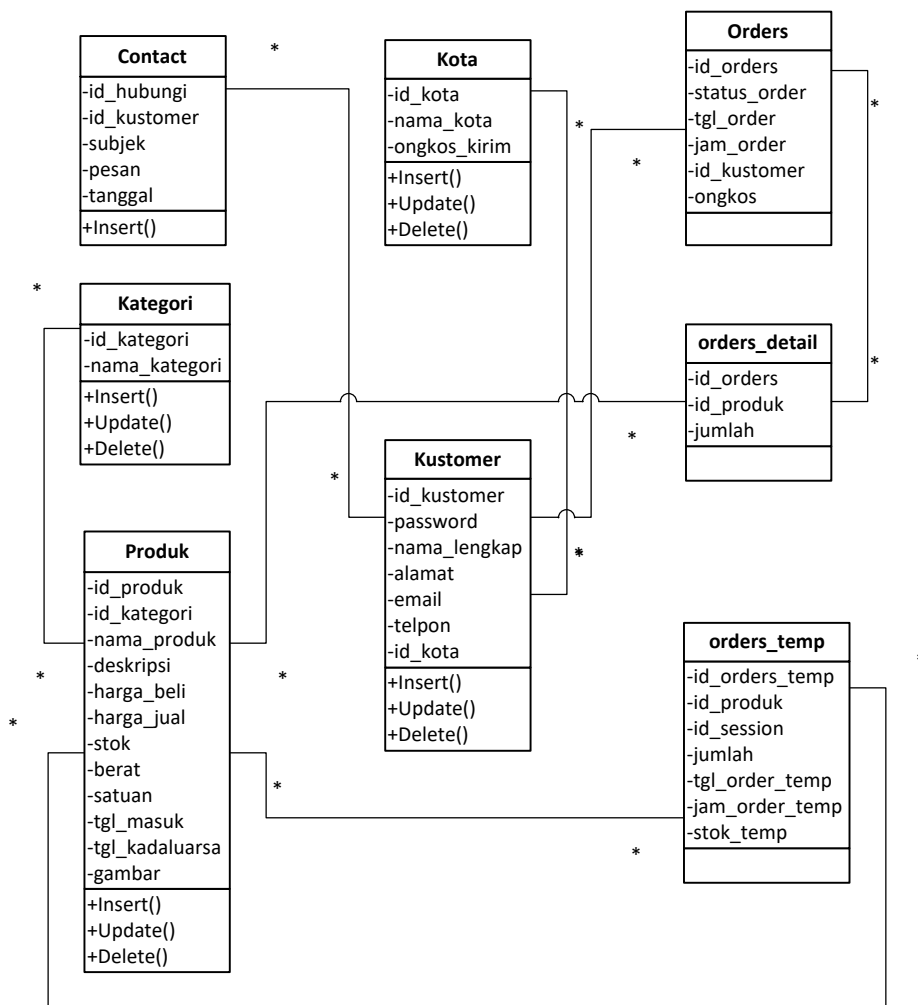 Contact
-id_hubungi
-id_kustomer
-subjek
-pesan
-tanggal
+Insert()
*
Kota
-id_kota
-nama_kota
-ongkos_kirim
+Insert()
+Update()
+Delete()
*
Orders
-id_orders
-status_order
-tgl_order
-jam_order
-id_kustomer
-ongkos
*
*
*
Kategori
-id_kategori
-nama_kategori
+Insert()
+Update()
+Delete()
orders_detail
-id_orders
-id_produk
-jumlah
*
*
*
Kustomer
-id_kustomer
-password
-nama_lengkap
-alamat
-email
-telpon
-id_kota
+Insert()
+Update()
+Delete()
*
*
Produk
-id_produk
-id_kategori
-nama_produk
-deskripsi
-harga_beli
-harga_jual
-stok
-berat
-satuan
-tgl_masuk
-tgl_kadaluarsa
-gambar
+Insert()
+Update()
+Delete()
*
*
*
*
orders_temp
-id_orders_temp
-id_produk
-id_session
-jumlah
-tgl_order_temp
-jam_order_temp
-stok_temp
*
*